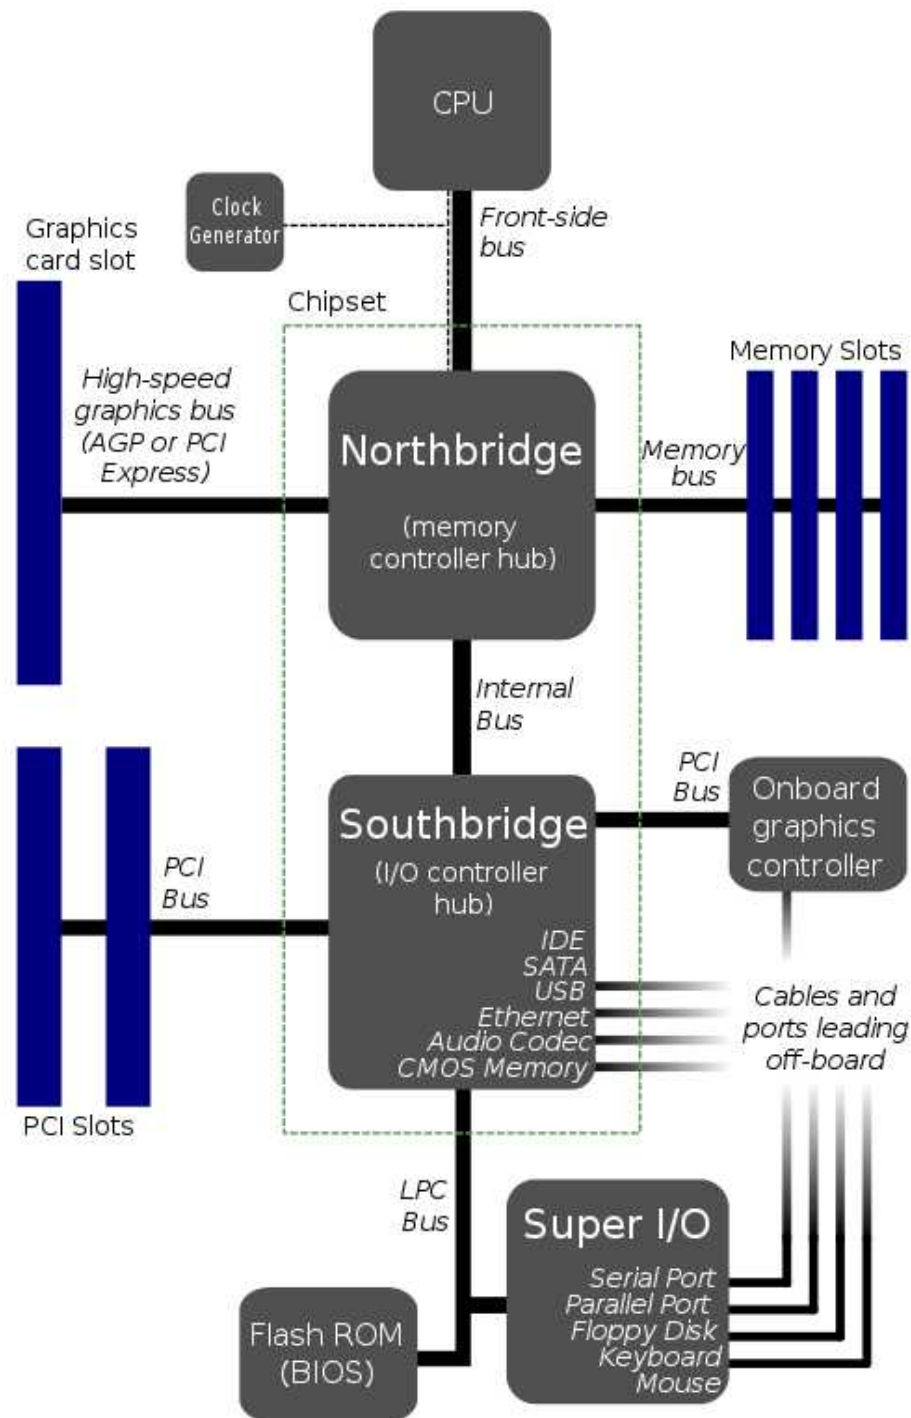 CPU
Clock
Generator
Front-side
bus
Graphics
card slot
Chipset
Memory Slots
High-speed
graphics bus
(AGP or PCI
Express)
Northbridge
(memory
controller hub)
Memory
bus
Internal
Bus
PCI
Bus
Onboard
graphics
controller
Southbridge
(I/O controller
hub)
PCI
Bus
IDE
SATA
USB
Ethernet
Audio Codec
CMOS Memory
Cables and
ports leading
off-board
PCI Slots
LPC
Bus
Super I/O
Serial Port
Parallel Port
Floppy Disk
Keyboard
Mouse
Flash ROM
(BIOS)